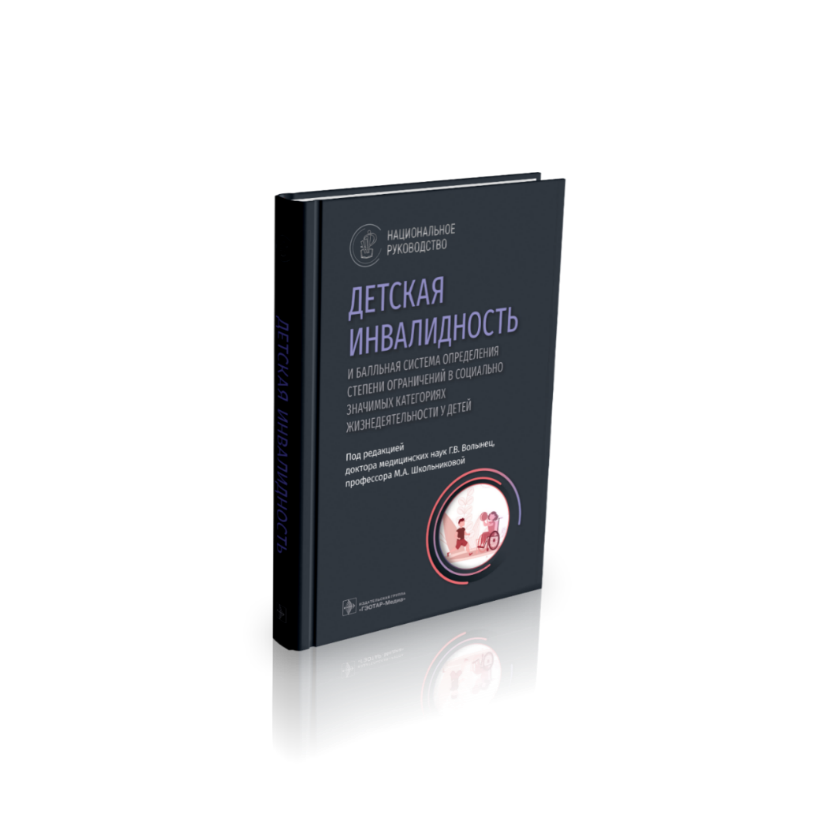 НАЦИОНАЛЬНОЕ
РУКОВОДСТВО
ДЕТСКАЯ
ИНВАЛИДНОСТЬ
И БАЛЛЬНАЯ СИСТЕМА ОПРЕДЕЛЕНИЯ
СТЕПЕНИ ОГРАНИЧЕНИЙ В СОЦИАЛЬНО
ЗНАЧИМЫХ КАТЕГОРИЯХ
ЖИЗНЕДЕЯТЕЛЬНОСТИ У ДЕТЕЙ
Под редакцией
доктора медицинских наук Г.В. Волынец,
профессора М.А. Школьниковой
ИЗДАТЕЛЬСКАЯ ГРУППА
«ГЭОТАР-Медиа»
ДЕТСКАЯ ИНВАЛИДНОСТЬ